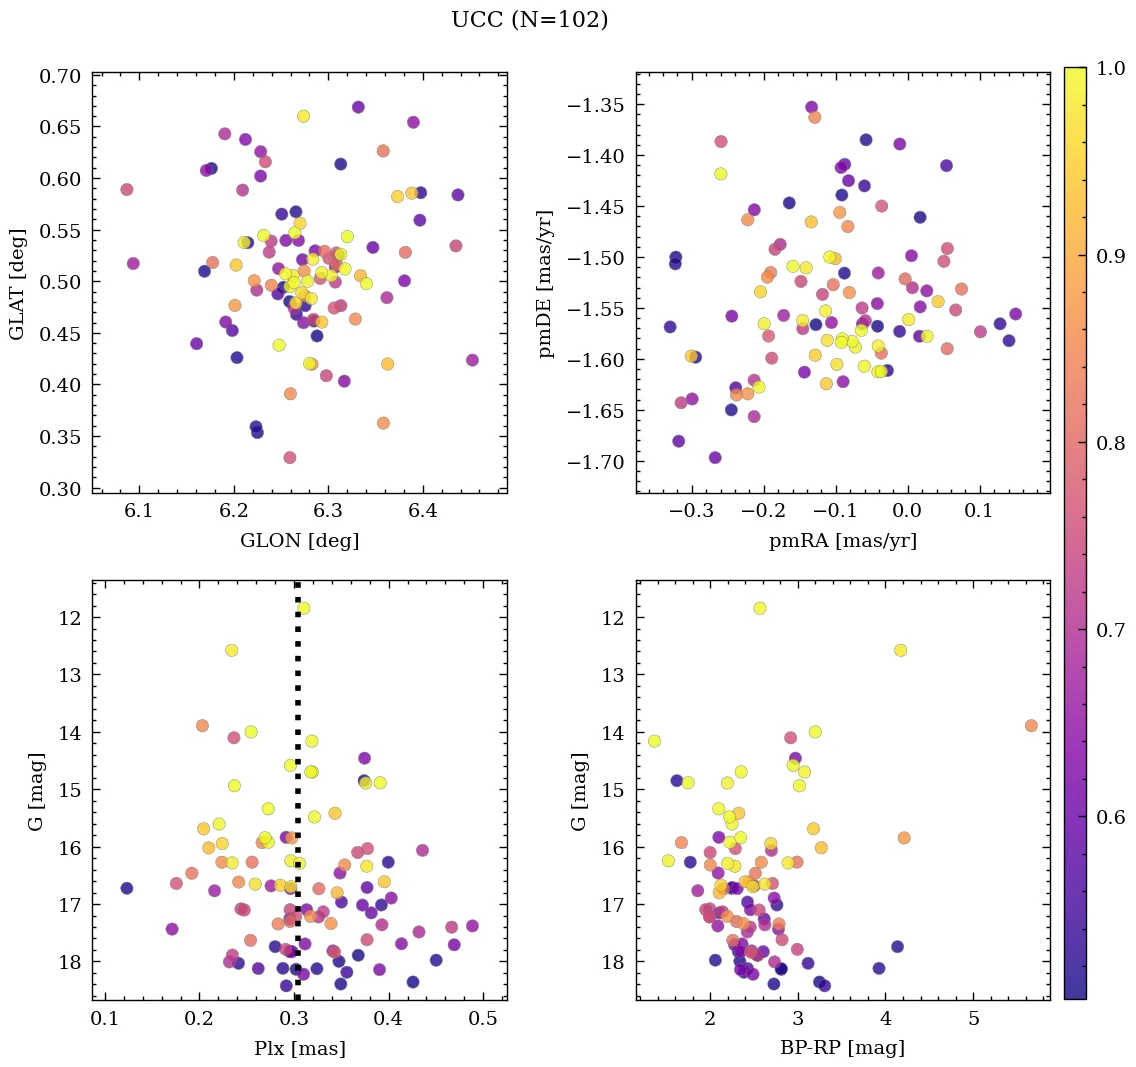 UCC (N=102)
0.70
0.65
0.60
0.55
0.50
0.45
0.40
0.35
0.30
GLAT [deg]
6.1 6.2 6.3 6.4
GLON [deg]
−1.35
−1.40
−1.45
−1.50
−1.55
−1.60
−1.65
−1.70
pmDE [mas/yr]
−0.3 −0.2 −0.1 0.0 0.1
pmRA [mas/yr]
1.0
0.9
0.8
0.7
0.6
12
13
14
15
16
17
18
G [mag]
0.1 0.2 0.3 0.4 0.5
Plx [mas]
12
13
14
15
16
17
18
G [mag]
2 3 4 5
BP-RP [mag]